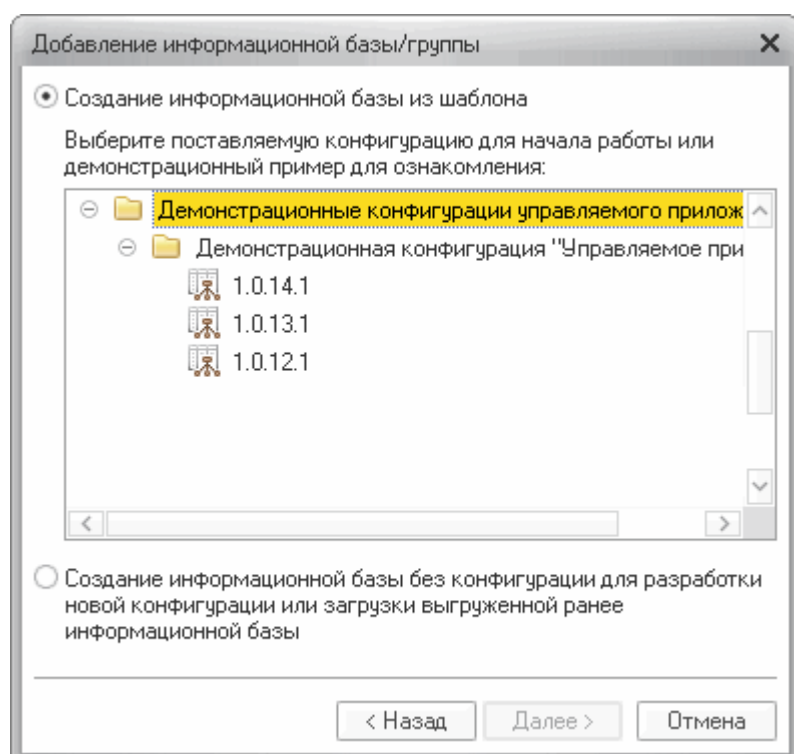 Добавление информационной базы/группы
Создание информационной базы из шаблона
Выберите поставляемую конфигурацию для начала работы или
демонстрационный пример для ознакомления:
Демонстрационные конфигурации управляемого прилож
Демонстрационная конфигурация "Управляемое при
1.0.14.1
1.0.13.1
1.0.12.1
Создание информационной базы без конфигурации для разработки
новой конфигурации или загрузки выгруженной ранее
информационной базы
< Назад
Далее >
Отмена